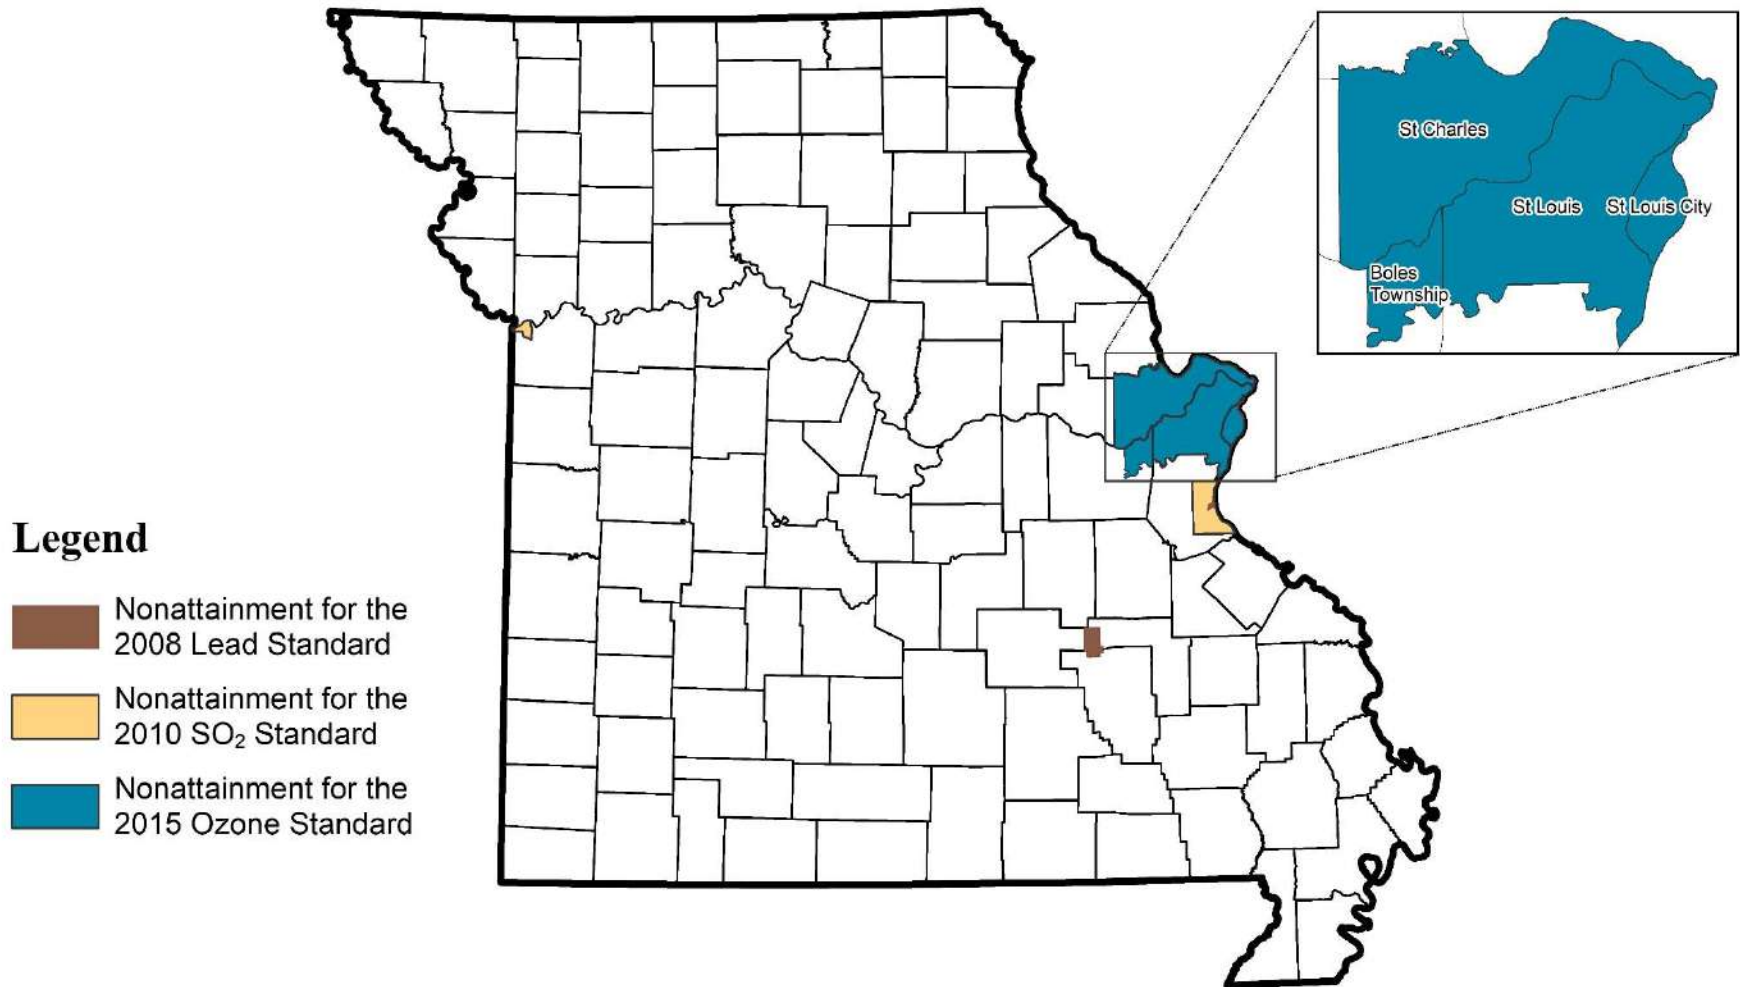 St Charles
St Louis
St Louis City
Boles
Township
Legend
Nonattainment for the
2008 Lead Standard
Nonattainment for the
2010 SO₂ Standard
Nonattainment for the
2015 Ozone Standard